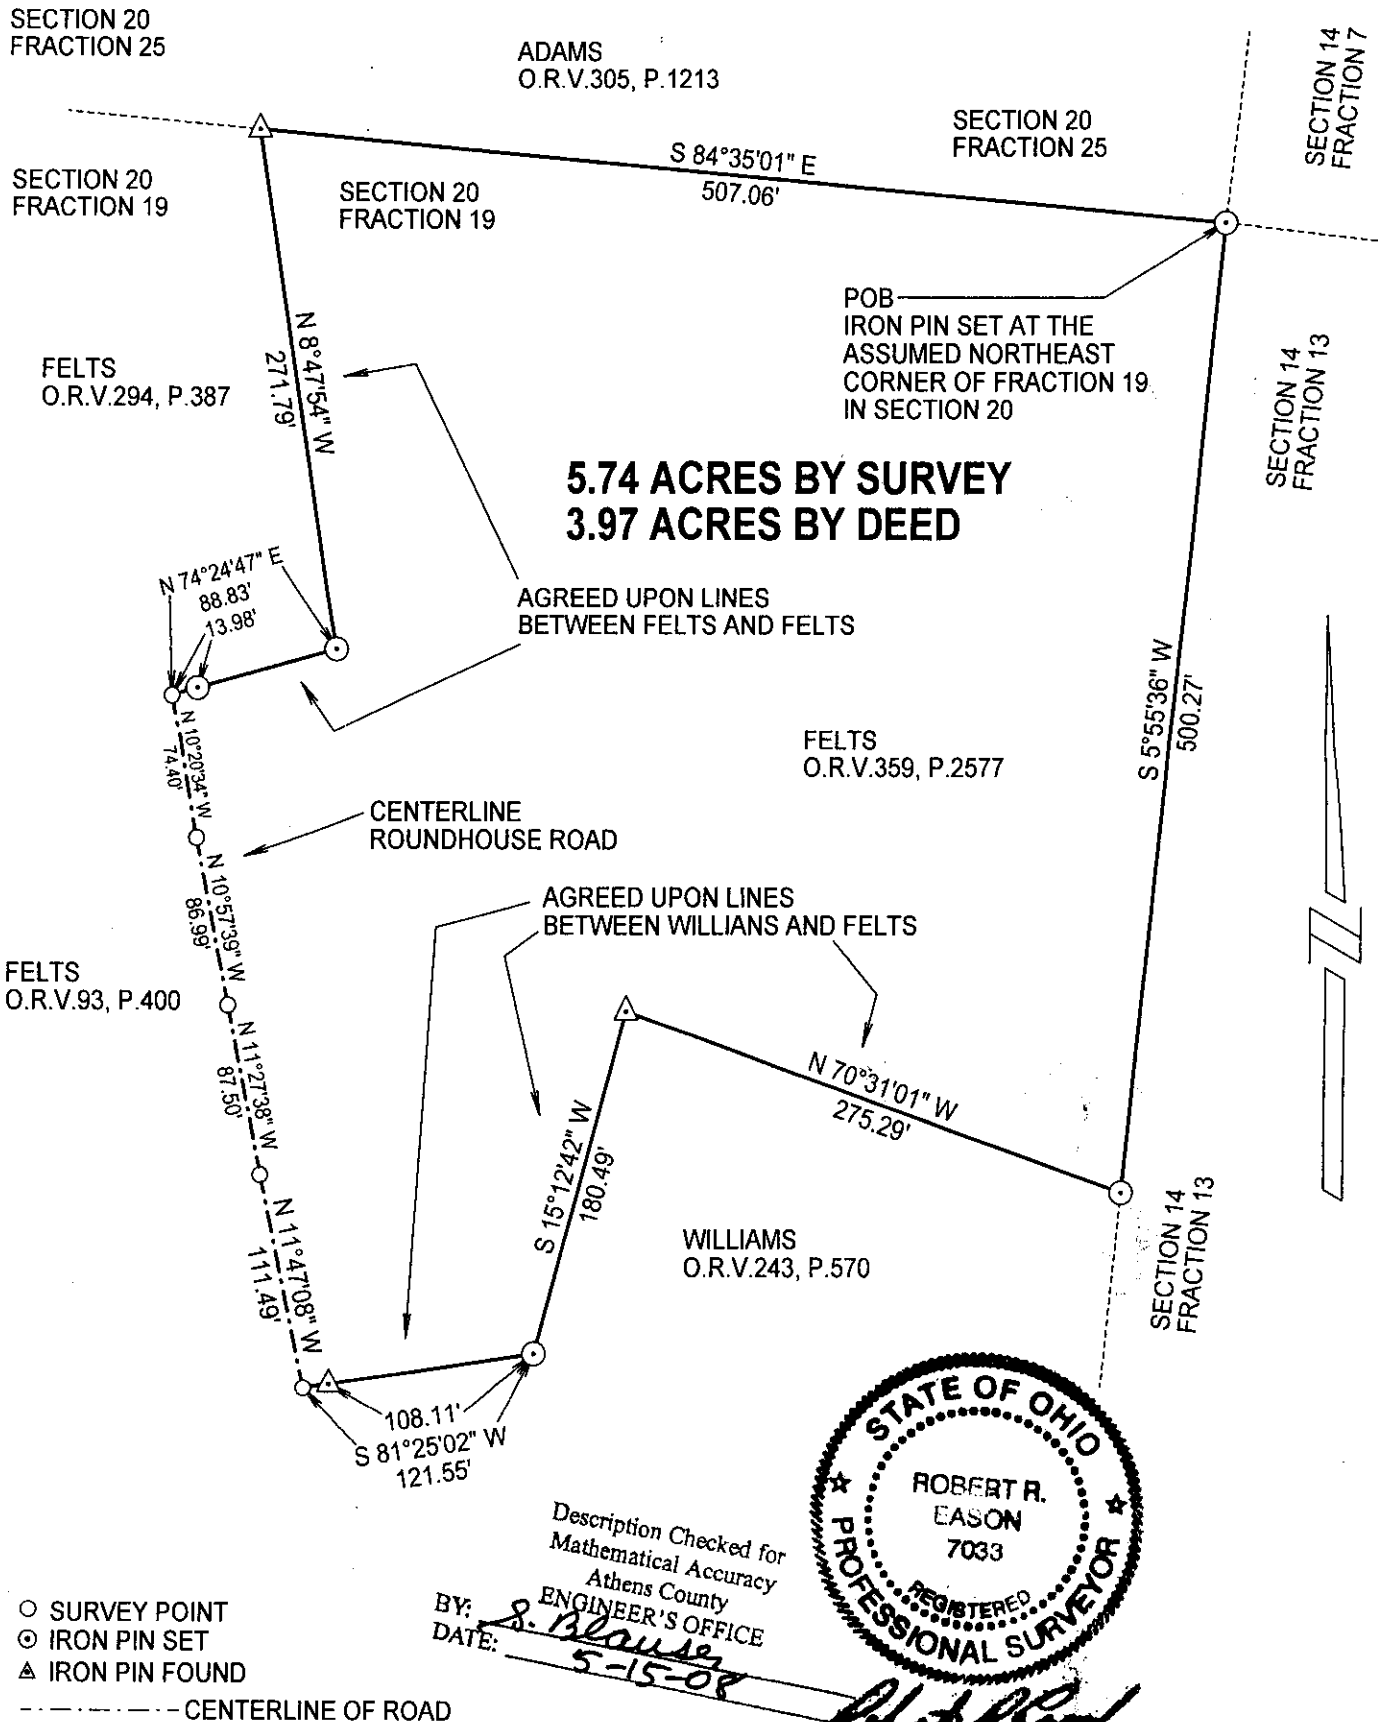 SECTION 20
FRACTION 25
ADAMS
O.R.V.305, P.1213
SECTION 14
FRACTION 7
SECTION 20
FRACTION 25
S 84°35'01" E
507.06'
SECTION 20
FRACTION 19
SECTION 20
FRACTION 19
POB
IRON PIN SET AT THE
ASSUMED NORTHEAST
CORNER OF FRACTION 19
IN SECTION 20
N 8°47'54" W
271.79'
FELTS
O.R.V.294, P.387
SECTION 14
FRACTION 13
5.74 ACRES BY SURVEY
3.97 ACRES BY DEED
N 74°24'47" E
88.83'
13.98'
AGREED UPON LINES
BETWEEN FELTS AND FELTS
S 5°55'36" W
500.27'
N 10°20'34" W
74.40'
FELTS
O.R.V.359, P.2577
CENTERLINE
ROUNDHOUSE ROAD
N 10°57'39" W
86.99'
AGREED UPON LINES
BETWEEN WILLIANS AND FELTS
FELTS
O.R.V.93, P.400
N 11°27'38" W
87.50'
N 70°31'01" W
275.29'
S 15°12'42" W
180.49'
N 11°47'08" W
111.49'
WILLIAMS
O.R.V.243, P.570
SECTION 14
FRACTION 13
108.11'
S 81°25'02" W
121.55'
STATE OF OHIO
ROBERT R.
EASON
7033
REGISTERED
PROFESSIONAL SURVEYOR
Description Checked for
Mathematical Accuracy
Athens County
ENGINEER'S OFFICE
BY: S. Blauser
DATE: 5-15-08
SURVEY POINT
IRON PIN SET
IRON PIN FOUND
CENTERLINE OF ROAD